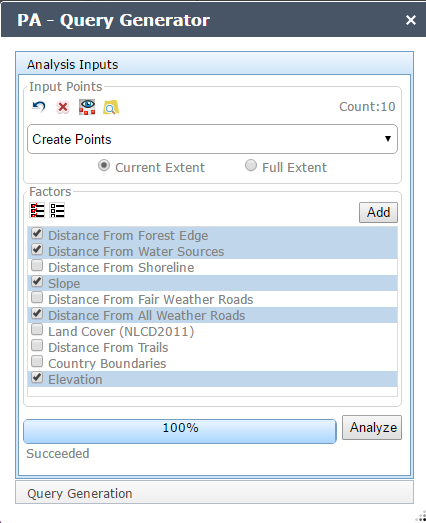 PA - Query Generator
Analysis Inputs
Input Points
Count:10
Create Points
Current Extent Full Extent
Factors
Add
Distance From Forest Edge
Distance From Water Sources
Distance From Shoreline
Slope
Distance From Fair Weather Roads
Distance From All Weather Roads
Land Cover (NLCD2011)
Distance From Trails
Country Boundaries
Elevation
100%
Analyze
Succeeded
Query Generation